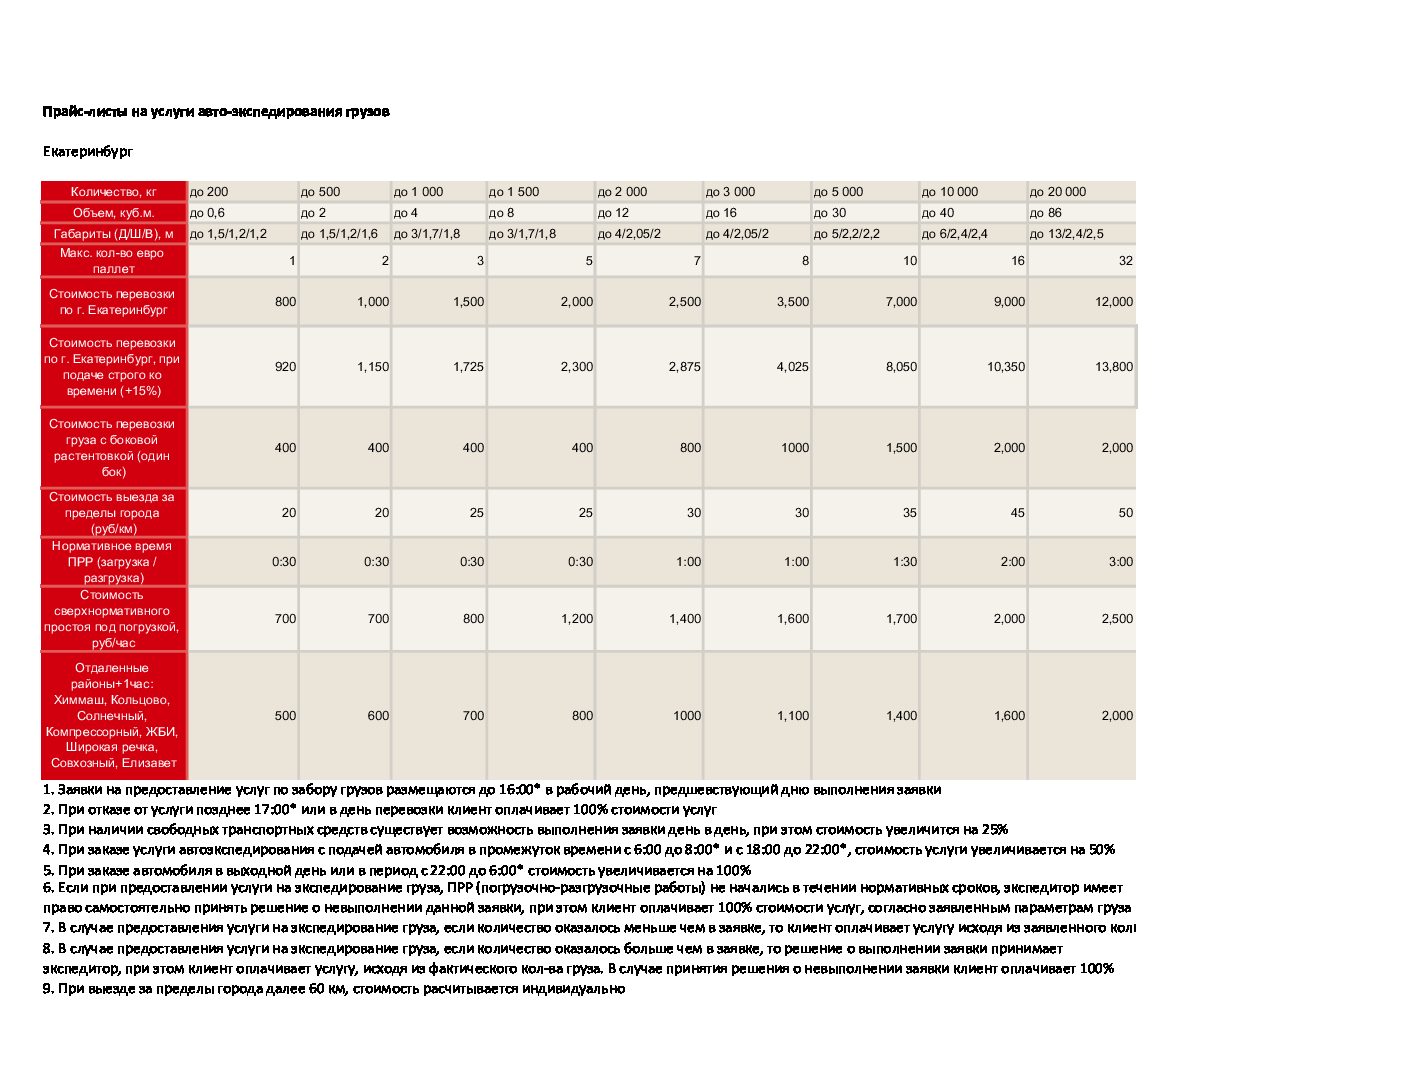 Прайс-листы на услуги авто-экспедирования грузов
Екатеринбург
Количество, кг до 200 до 500 до 1 000 до 1 500 до 2 000 до 3 000 до 5 000 до 10 000 до 20 000
Объем, куб.м. до 0,6 до 2 до 4 до 8 до 12 до 16 до 30 до 40 до 86
Габариты (Д/Ш/В), м до 1,5/1,2/1,2 до 1,5/1,2/1,6 до 3/1,7/1,8 до 3/1,7/1,8 до 4/2,05/2 до 4/2,05/2 до 5/2,2/2,2 до 6/2,4/2,4 до 13/2,4/2,5
Макс. кол-во евро
паллет
1 2 3 5 7 8 10 16 32
Стоимость перевозки
по г. Екатеринбург
800 1,000 1,500 2,000 2,500 3,500 7,000 9,000 12,000
Стоимость перевозки
по г. Екатеринбург, при
подаче строго ко
времени (+15%)
920 1,150 1,725 2,300 2,875 4,025 8,050 10,350 13,800
Стоимость перевозки
груза с боковой
растентовкой (один
бок)
400 400 400 400 800 1000 1,500 2,000 2,000
Стоимость выезда за
пределы города
(руб/км)
20 20 25 25 30 30 35 45 50
Нормативное время
ПРР (загрузка /
разгрузка)
0:30 0:30 0:30 0:30 1:00 1:00 1:30 2:00 3:00
Стоимость
сверхнормативного
простоя под погрузкой,
руб/час
700 700 800 1,200 1,400 1,600 1,700 2,000 2,500
Отдаленные
районы+1час:
Химмаш, Кольцово,
Солнечный,
Компрессорный, ЖБИ,
Широкая речка,
Совхозный, Елизавет
500 600 700 800 1000 1,100 1,400 1,600 2,000
1. Заявки на предоставление услуг по забору грузов размещаются до 16:00* в рабочий день, предшевствующий дню выполнения заявки
2. При отказе от услуги позднее 17:00* или в день перевозки клиент оплачивает 100% стоимости услуг
3. При наличии свободных транспортных средств существует возможность выполнения заявки день в день, при этом стоимость увеличится на 25%
4. При заказе услуги автоэкспедирования с подачей автомобиля в промежуток времени с 6:00 до 8:00* и с 18:00 до 22:00*, стоимость услуги увеличивается на 50%
5. При заказе автомобиля в выходной день или в период с 22:00 до 6:00* стоимость увеличивается на 100%
6. Если при предоставлении услуги на экспедирование груза, ПРР (погрузочно-разгрузочные работы) не начались в течении нормативных сроков, экспедитор имеет
право самостоятельно принять решение о невыполнении данной заявки, при этом клиент оплачивает 100% стоимости услуг, согласно заявленным параметрам груза
7. В случае предоставления услуги на экспедирование груза, если количество оказалось меньше чем в заявке, то клиент оплачивает услугу исходя из заявленного
8. В случае предоставления услуги на экспедирование груза, если количество оказалось больше чем в заявке, то решение о выполнении заявки принимает
экспедитор, при этом клиент оплачивает услугу, исходя из фактического кол-ва груза. В случае принятия решения о невыполнении заявки клиент оплачивает 100%
9. При выезде за пределы города далее 60 км, стоимость расчитывается индивидуально